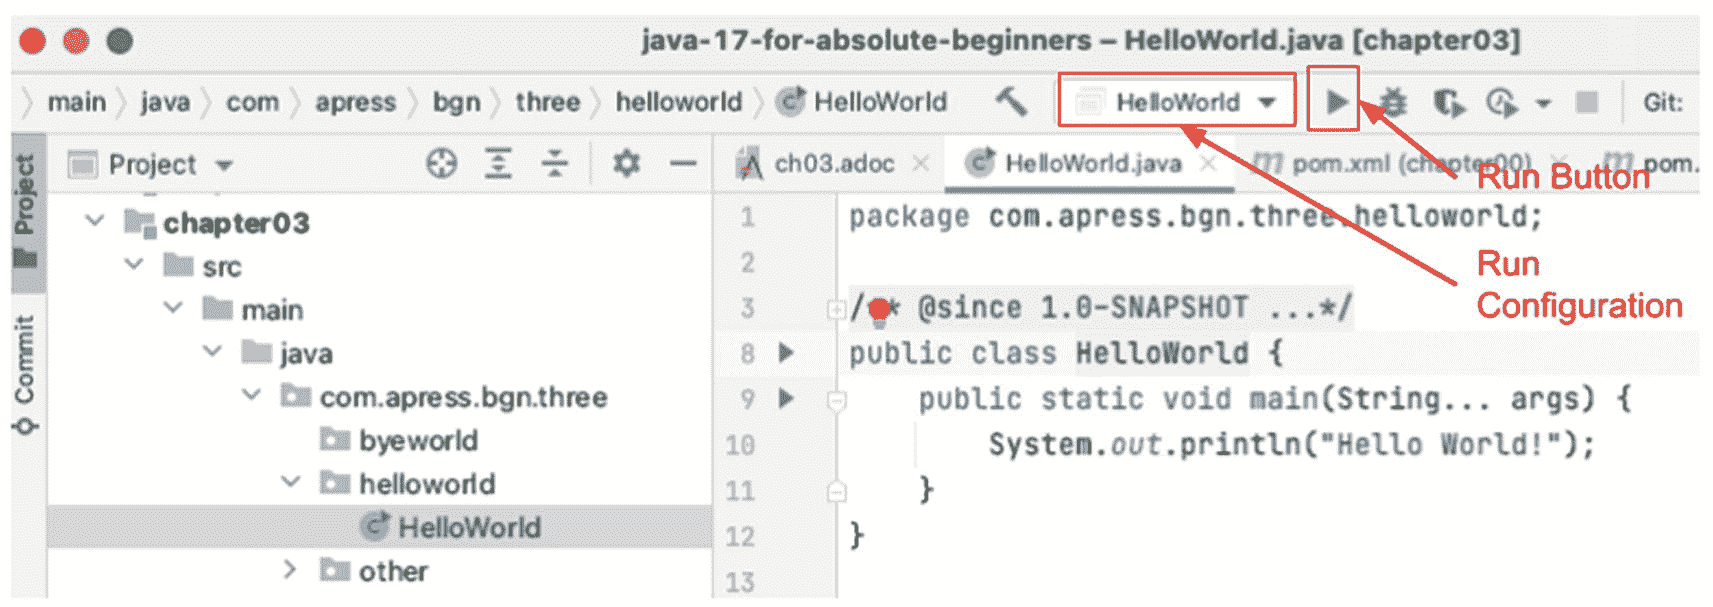 java-17-for-absolute-beginners – HelloWorld.java [chapter03]
main java com apress bgn three helloworld HelloWorld HelloWorld Git:
Project
Commit
Project
ch03.adoc HelloWorld.java pom.xml (chapter00) pom.
Run Button
Run
Configuration
chapter03
src
main
java
com.apress.bgn.three
byeworld
helloworld
HelloWorld
other
1 package com.apress.bgn.three.helloworld;
2
3 /** @since 1.0-SNAPSHOT ...*/
8 public class HelloWorld {
9 public static void main(String... args) {
10 System.out.println("Hello World!");
11 }
12 }
13